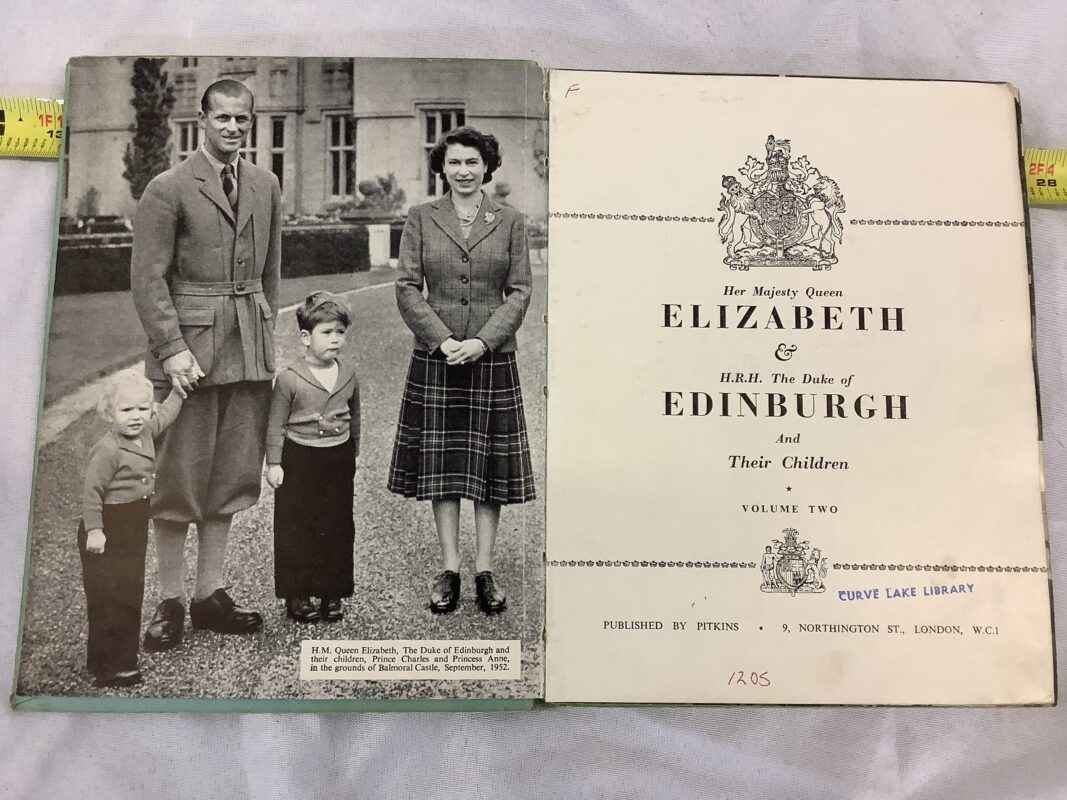 1F1
13
H.M. Queen Elizabeth, The Duke of Edinburgh and
their children, Prince Charles and Princess Anne,
in the grounds of Balmoral Castle, September, 1952.
F
Her Majesty Queen
ELIZABETH
&
H.R.H. The Duke of
EDINBURGH
And
Their Children
VOLUME TWO
CURVE LAKE LIBRARY
PUBLISHED BY PITKINS • 9, NORTHINGTON ST., LONDON, W.C.1
1205
2F4
28